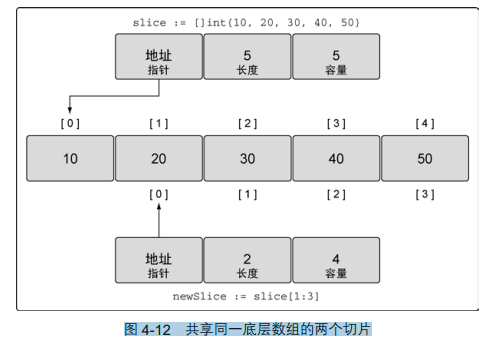 slice := []int{10, 20, 30, 40, 50}
地址 5 5
指针 长度 容量
[0] [1] [2] [3] [4]
10 20 30 40 50
[0] [1] [2] [3]
地址 2 4
指针 长度 容量
newSlice := slice[1:3]
图 4-12 共享同一底层数组的两个切片